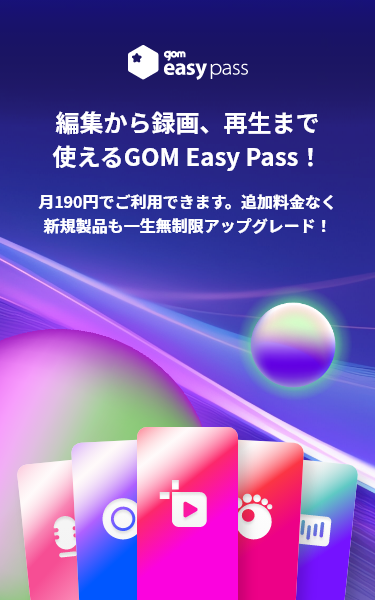 gom
easy pass
編集から録画、再生まで
使えるGOM Easy Pass！
月190円でご利用できます。追加料金なく
新規製品も一生無制限アップグレード！